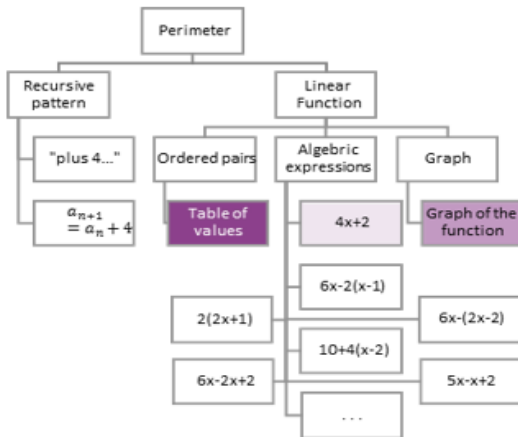 Perimeter
Recursive
pattern
Linear
Function
"plus 4..."
Ordered pairs
Algebric
expressions
Graph
aₙ₊₁
= aₙ + 4
Table of
values
4x+2
Graph of the
function
6x-2(x-1)
2(2x+1)
6x-(2x-2)
10+4(x-2)
6x-2x+2
5x-x+2
...